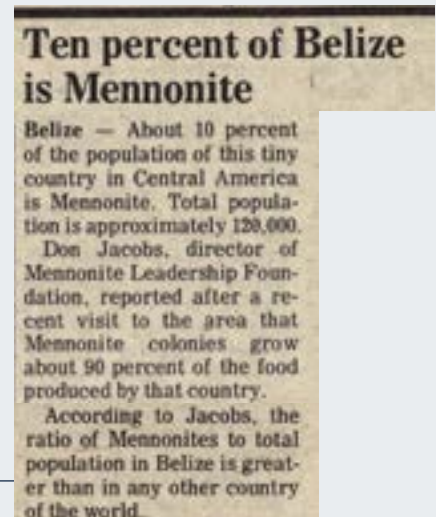 Ten percent of Belize
is Mennonite
Belize — About 10 percent
of the population of this tiny
country in Central America
is Mennonite. Total popula-
tion is approximately 120,000.
Don Jacobs, director of
Mennonite Leadership Foun-
dation, reported after a re-
cent visit to the area that
Mennonite colonies grow
about 90 percent of the food
produced by that country.
According to Jacobs, the
ratio of Mennonites to total
population in Belize is great-
er than in any other country
of the world.